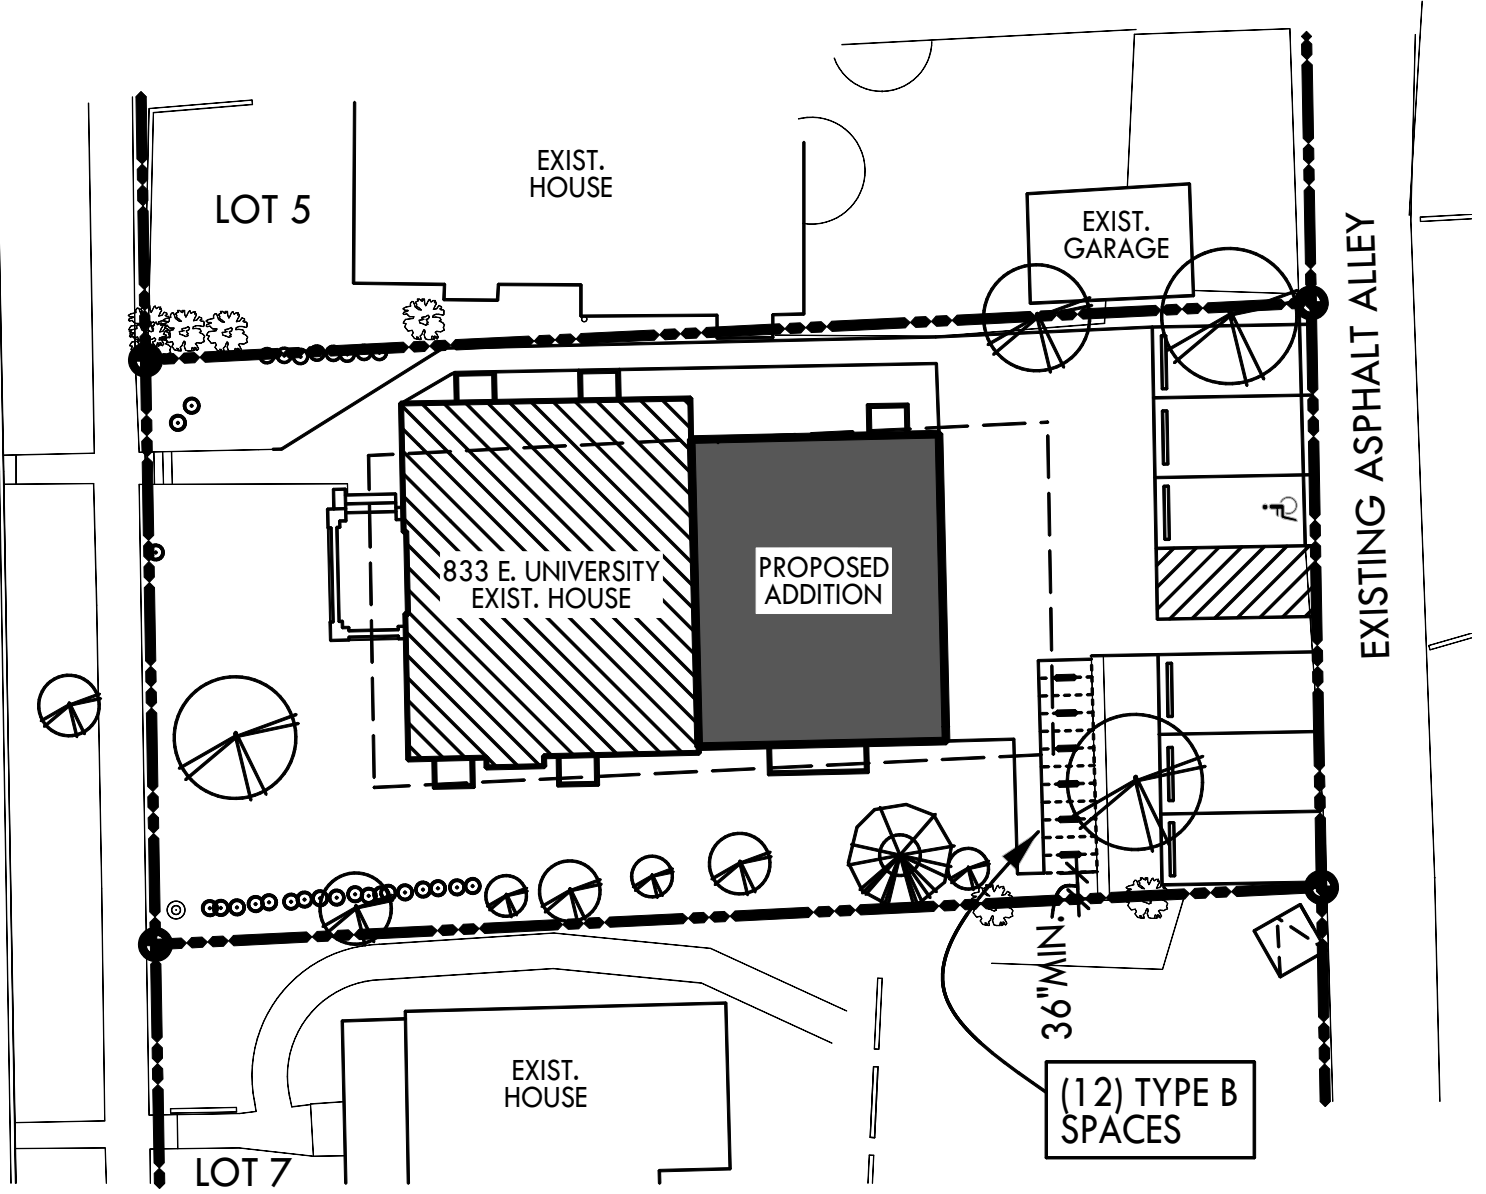 EXIST.
HOUSE
LOT 5
EXIST.
GARAGE
EXISTING ASPHALT ALLEY
833 E. UNIVERSITY
EXIST. HOUSE
PROPOSED
ADDITION
36" MIN.
(12) TYPE B
SPACES
EXIST.
HOUSE
LOT 7